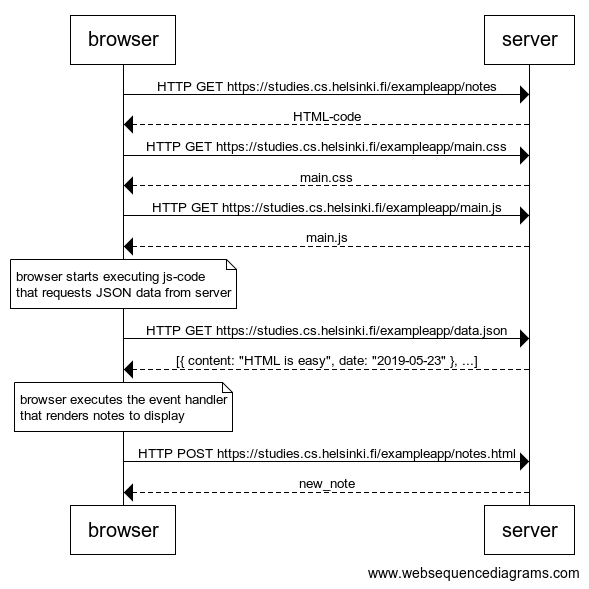 browser
server
HTTP GET https://studies.cs.helsinki.fi/exampleapp/notes
HTML-code
HTTP GET https://studies.cs.helsinki.fi/exampleapp/main.css
main.css
HTTP GET https://studies.cs.helsinki.fi/exampleapp/main.js
main.js
browser starts executing js-code
that requests JSON data from server
HTTP GET https://studies.cs.helsinki.fi/exampleapp/data.json
[{ content: "HTML is easy", date: "2019-05-23" }, ...]
browser executes the event handler
that renders notes to display
HTTP POST https://studies.cs.helsinki.fi/exampleapp/notes.html
new_note
browser
server
www.websequencediagrams.com